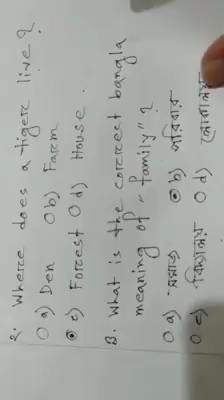 2. Where does a tiger live?
a) Den b) Farm
c) Forest d) House.
3. What is the correct bangla
meaning of "family"?
a) সমাজ b) পরিবার
c) বিদ্যালয় d) লোকালয়